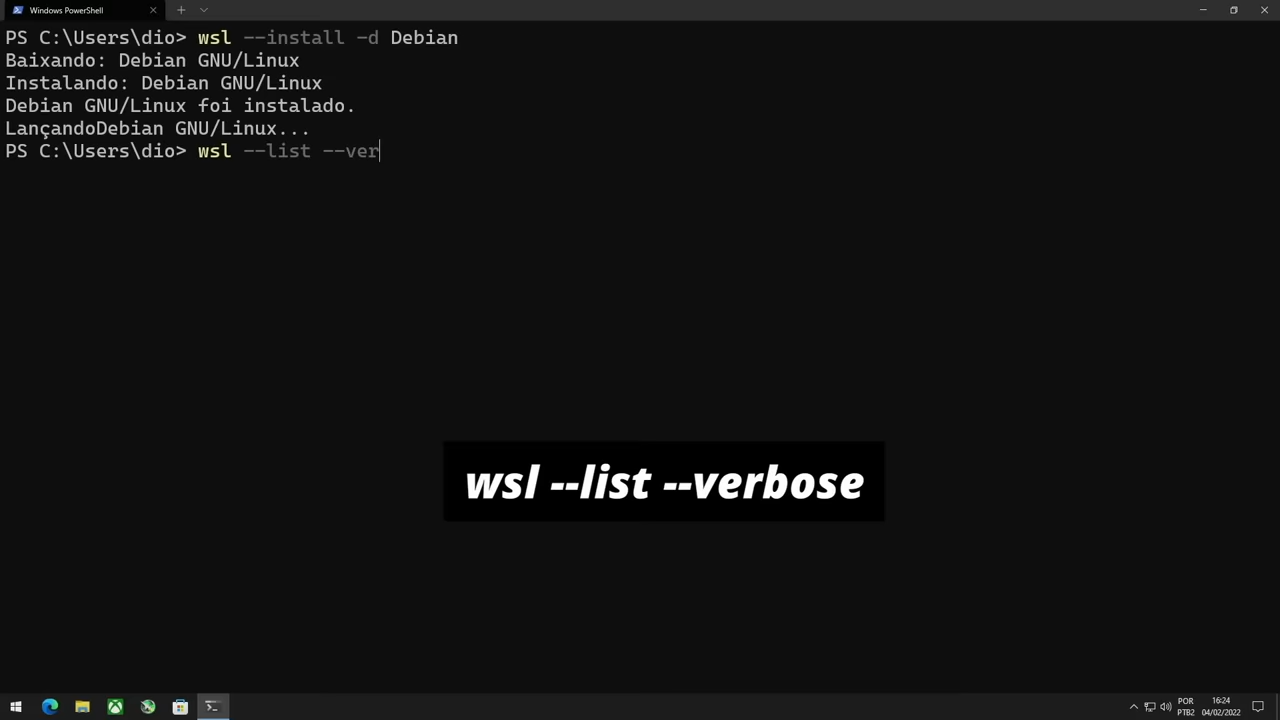 Windows PowerShell
PS C:\Users\dio> wsl --install -d Debian
Baixando: Debian GNU/Linux
Instalando: Debian GNU/Linux
Debian GNU/Linux foi instalado.
LançandoDebian GNU/Linux...
PS C:\Users\dio> wsl --list --ver
wsl --list --verbose
POR
PTB2
16:24
04/02/2022